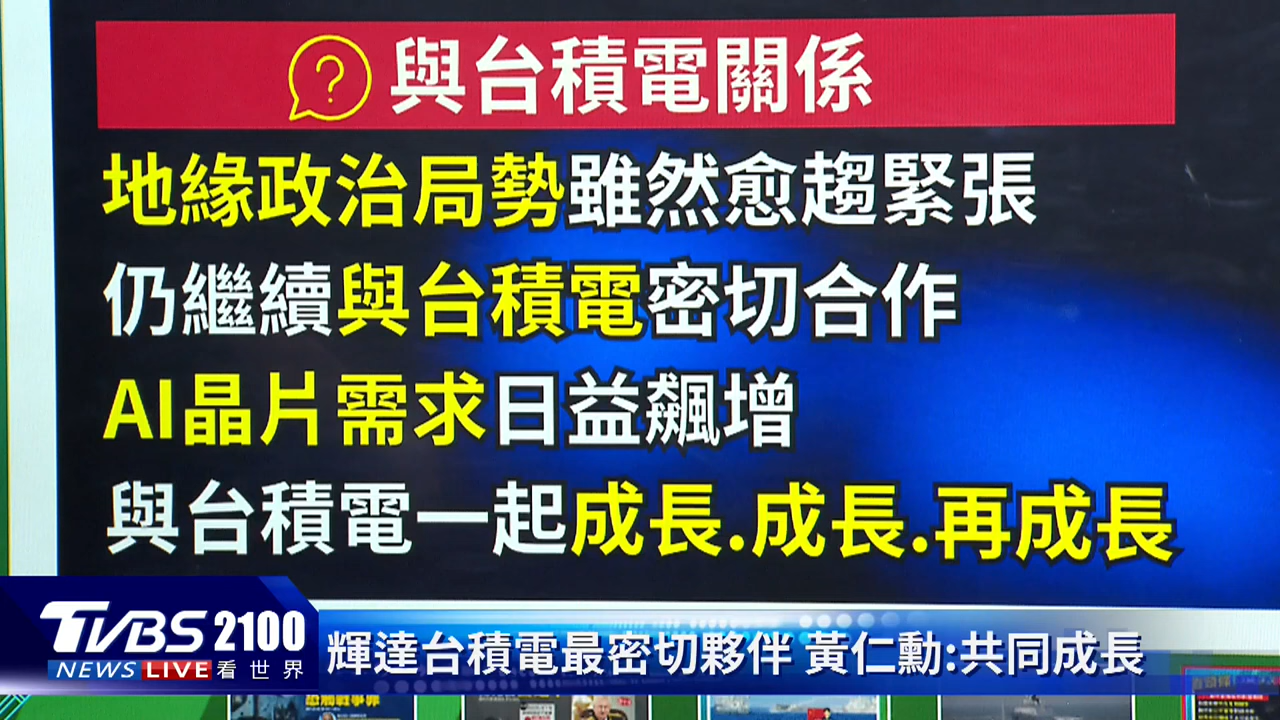 與台積電關係
地緣政治局勢雖然愈趨緊張
仍繼續與台積電密切合作
AI晶片需求日益飆增
與台積電一起成長.成長.再成長
TVBS 2100
NEWS LIVE 看世界
輝達台積電最密切夥伴 黃仁勳:共同成長